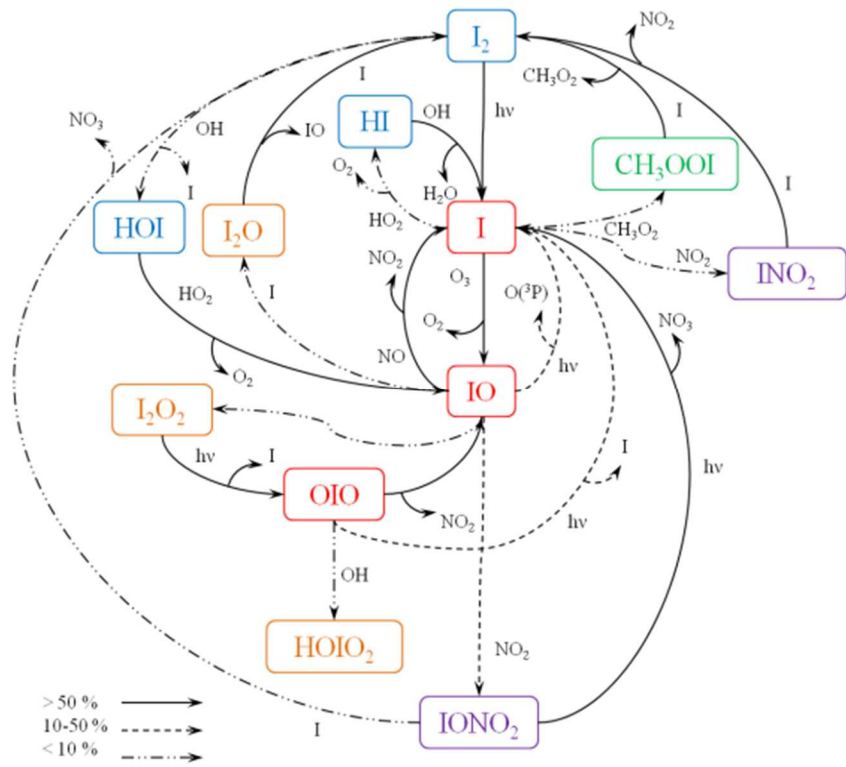 NO₂
I₂
CH₃O₂
I
I
NO₃
OH
HI
OH
hν
IO
CH₃OOI
O₂
H₂O
I
I
HOI
I₂O
HO₂
I
CH₃O₂
NO₂
INO₂
NO₂
O₃
HO₂
I
O(³P)
NO₃
O₂
O₂
NO
hν
IO
I₂O₂
hν
I
I
hν
OIO
NO₂
hν
OH
HOIO₂
NO₂
> 50 %
10-50 %
< 10 %
I
IONO₂